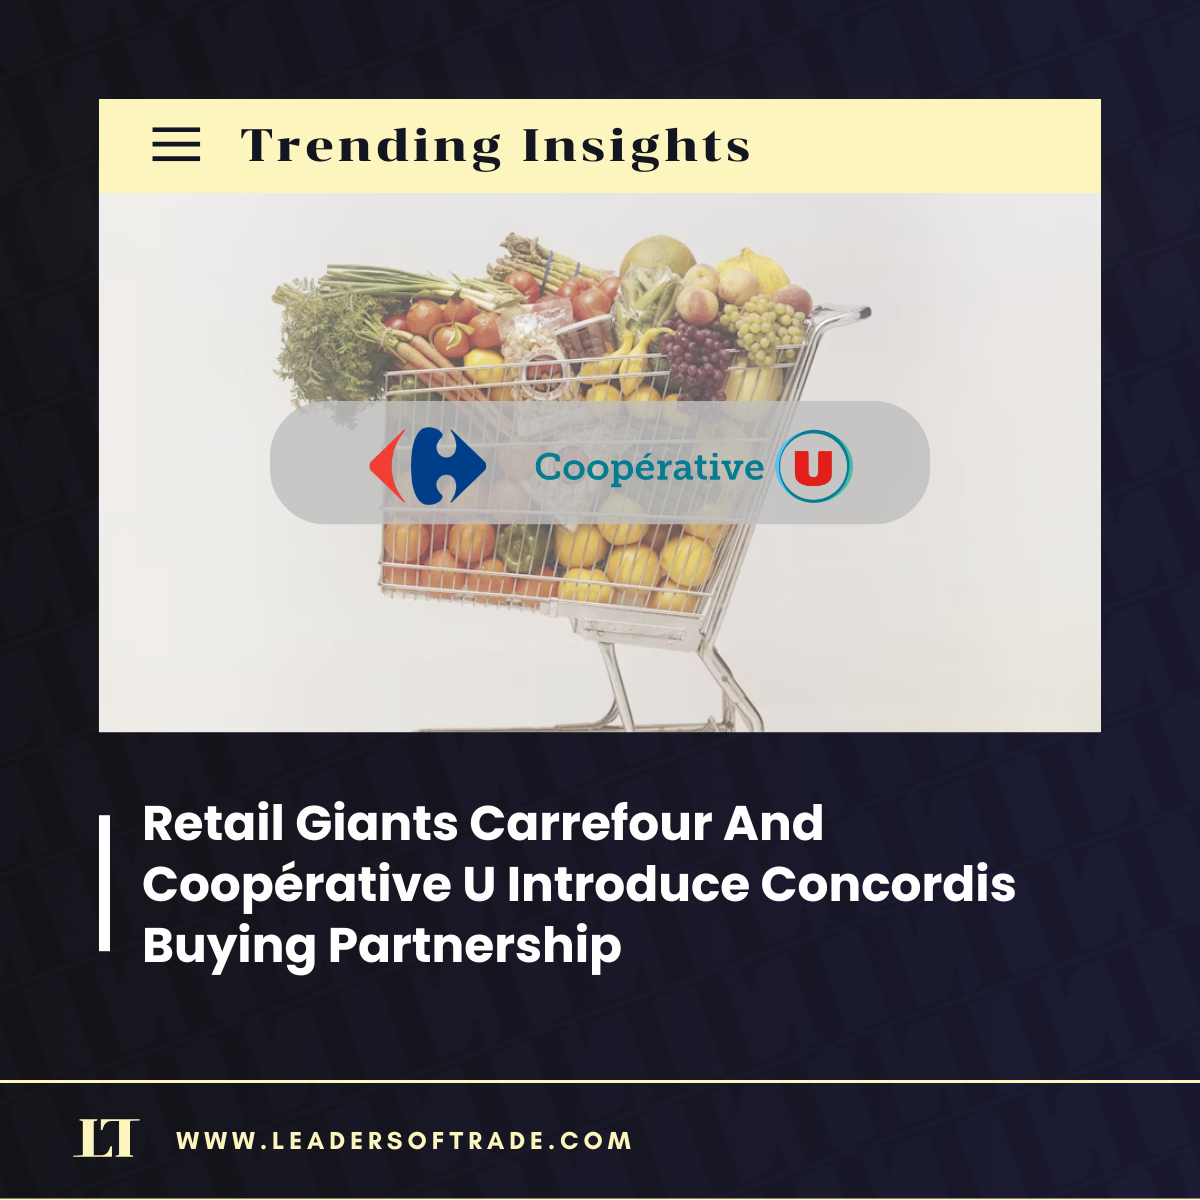 Trending Insights
Coopérative U
Retail Giants Carrefour And
Coopérative U Introduce Concordis
Buying Partnership
LT WWW.LEADERSOFTRADE.COM